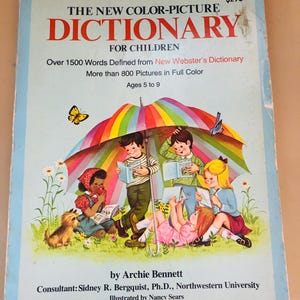 THE NEW COLOR-PICTURE
DICTIONARY
FOR CHILDREN
Over 1500 Words Defined from New Webster's Dictionary
More than 800 Pictures in Full Color
Ages 5 to 9
by Archie Bennett
Consultant: Sidney R. Bergquist, Ph.D., Northwestern University
Illustrated by Nancy Sears